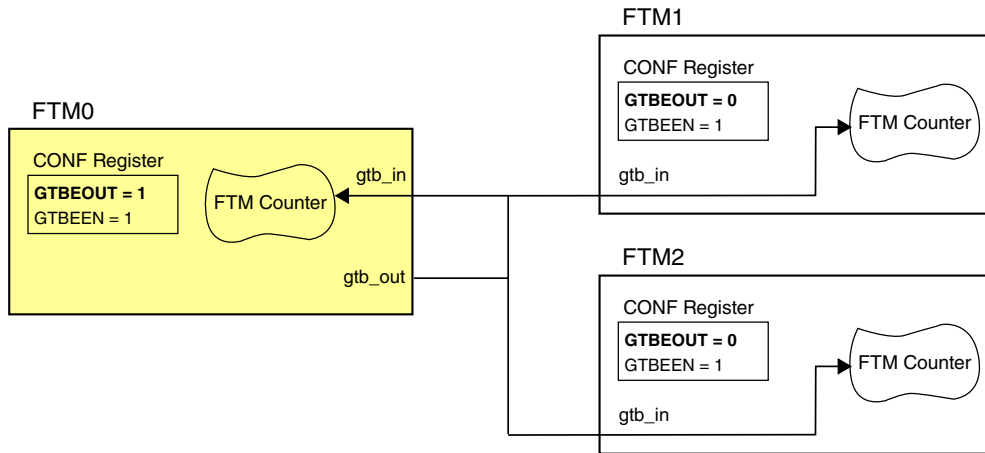 FTM1
CONF Register
GTBEOUT = 0
GTBEEN = 1
FTM Counter
gtb_in
FTM0
CONF Register
GTBEOUT = 1
GTBEEN = 1
FTM Counter
gtb_in
gtb_out
FTM2
CONF Register
GTBEOUT = 0
GTBEEN = 1
FTM Counter
gtb_in